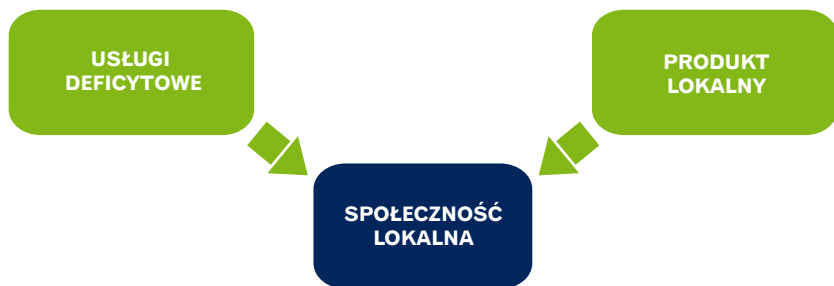 USŁUGI
DEFICYTOWE
PRODUKT
LOKALNY
SPOŁECZNOŚĆ
LOKALNA